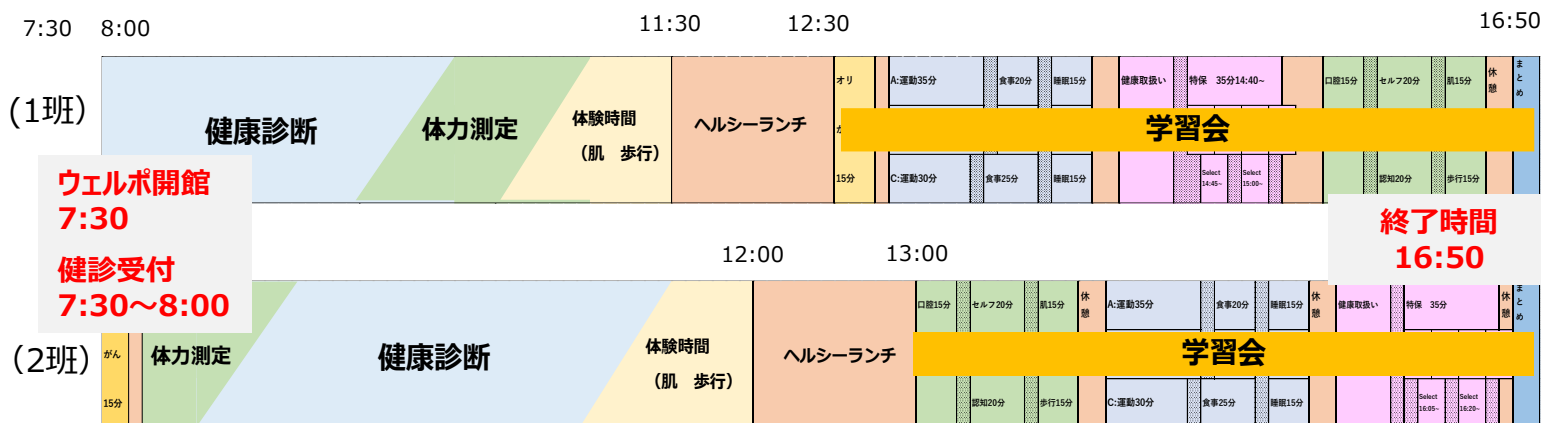 7:30 8:00 11:30 12:30 16:50
(1班)
健康診断
体力測定
体験時間
(肌 歩行)
ヘルシーランチ
オリ
15分
A:運動35分
食事20分
睡眠15分
健康取扱い
特保 35分14:40~
口腔15分
セルフ20分
肌15分
休憩
まとめ
学習会
C:運動30分
食事25分
睡眠15分
Select
14:45~
Select
15:00~
認知20分
歩行15分
ウェルポ開館
7:30
健診受付
7:30～8:00
終了時間
16:50
12:00 13:00
(2班)
がん
15分
体力測定
健康診断
体験時間
(肌 歩行)
ヘルシーランチ
口腔15分
セルフ20分
肌15分
休憩
A:運動35分
食事20分
睡眠15分
休憩
健康取扱い
特保 35分
休憩
まとめ
学習会
認知20分
歩行15分
C:運動30分
食事25分
睡眠15分
Select
16:05~
Select
16:20~